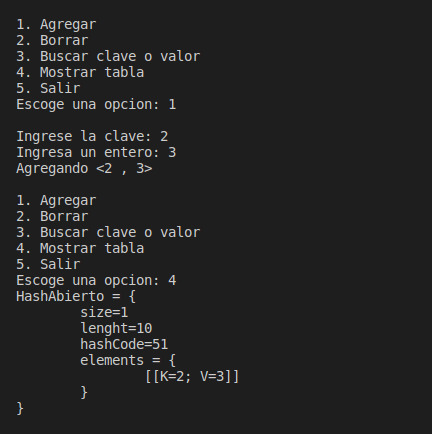 1. Agregar
2. Borrar
3. Buscar clave o valor
4. Mostrar tabla
5. Salir
Escoge una opcion: 1
Ingrese la clave: 2
Ingresa un entero: 3
Agregando <2 , 3>
1. Agregar
2. Borrar
3. Buscar clave o valor
4. Mostrar tabla
5. Salir
Escoge una opcion: 4
HashAbierto = {
size=1
lenght=10
hashCode=51
elements = {
[[K=2; V=3]]
}
}